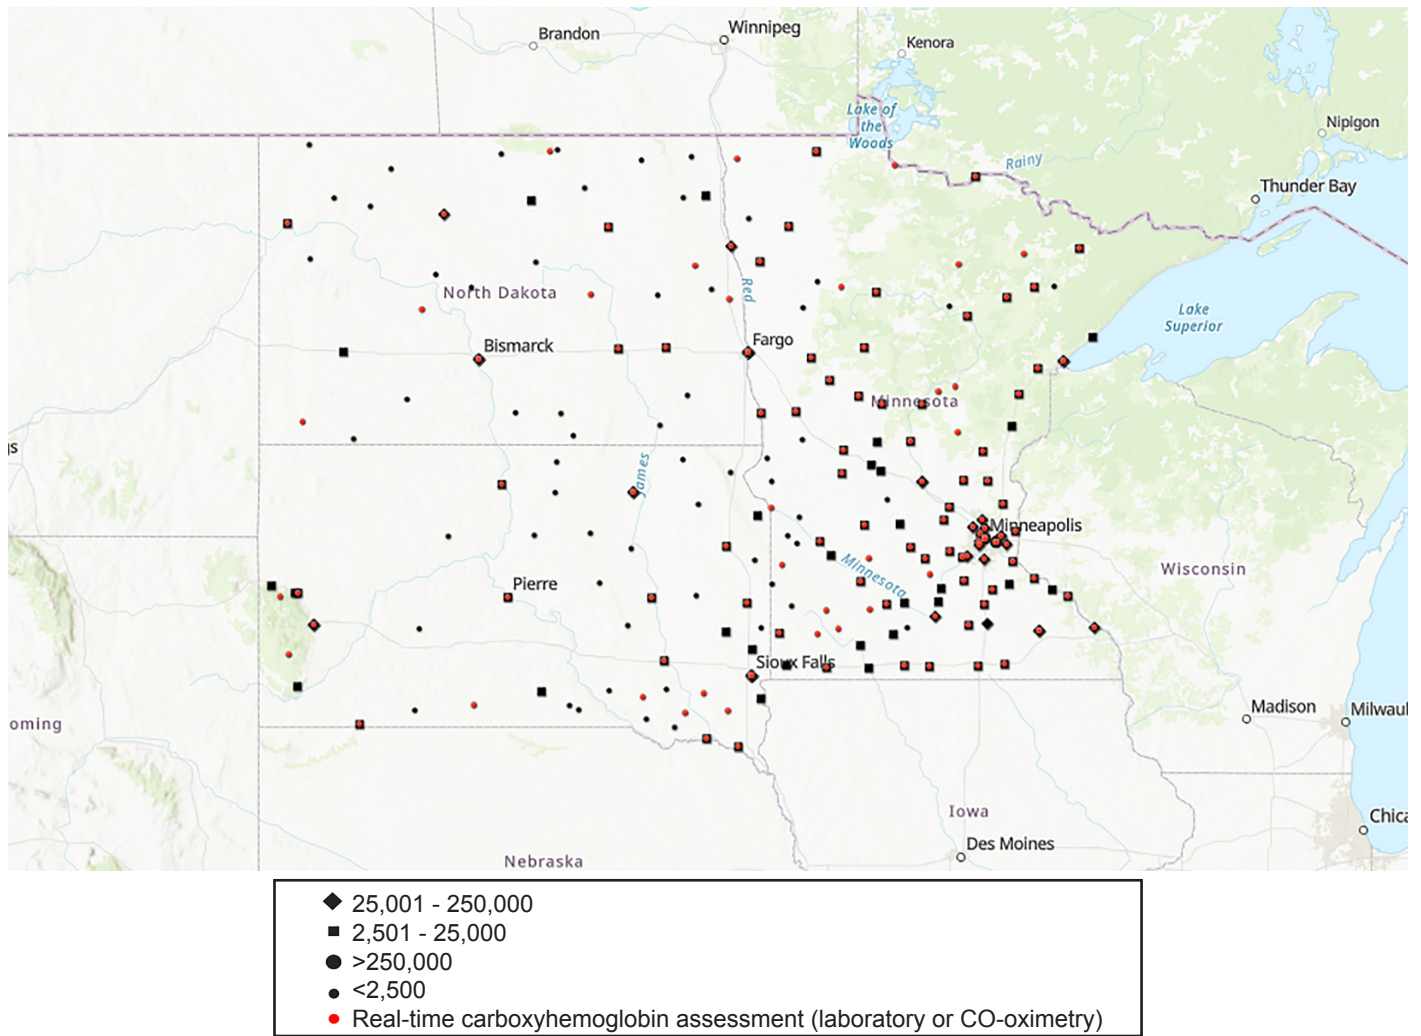 Winnipeg
Brandon
Kenora
Lake of
the
Woods
Nipigon
Rainy
Thunder Bay
North Dakota
Red
Lake
Superior
Bismarck
Fargo
Minnesota
gs
James
Minneapolis
Minnesota
Wisconsin
Pierre
Sioux Falls
oming
Madison
Milwau
Iowa
Chica
Des Moines
Nebraska
25,001 - 250,000
2,501 - 25,000
>250,000
<2,500
Real-time carboxyhemoglobin assessment (laboratory or CO-oximetry)